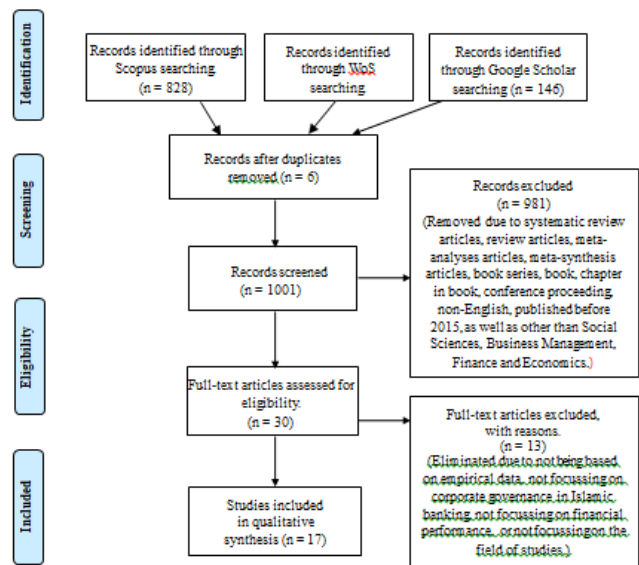 Identification
Records identified through
Scopus searching.
(n = 828)
Records identified
through WoS
searching
Records identified
through Google Scholar
searching (n = 146)
Records after duplicates
removed (n = 6)
Screening
Records excluded
(n = 981)
(Removed due to systematic review
articles, review articles, meta-
analyses articles, meta-synthesis
articles, book series, book, chapter
in book, conference proceeding,
non-English, published before
2015, as well as other than Social
Sciences, Business Management,
Finance and Economics.)
Records screened
(n = 1001)
Eligibility
Full-text articles assessed for
eligibility.
(n = 30)
Full-text articles excluded,
with reasons.
(n = 13)
(Eliminated due to not being based
on empirical data, not focussing on
corporate governance in Islamic
banking, not focussing on financial
performance, or not focussing on the
field of studies.)
Included
Studies included
in qualitative
synthesis (n = 17)